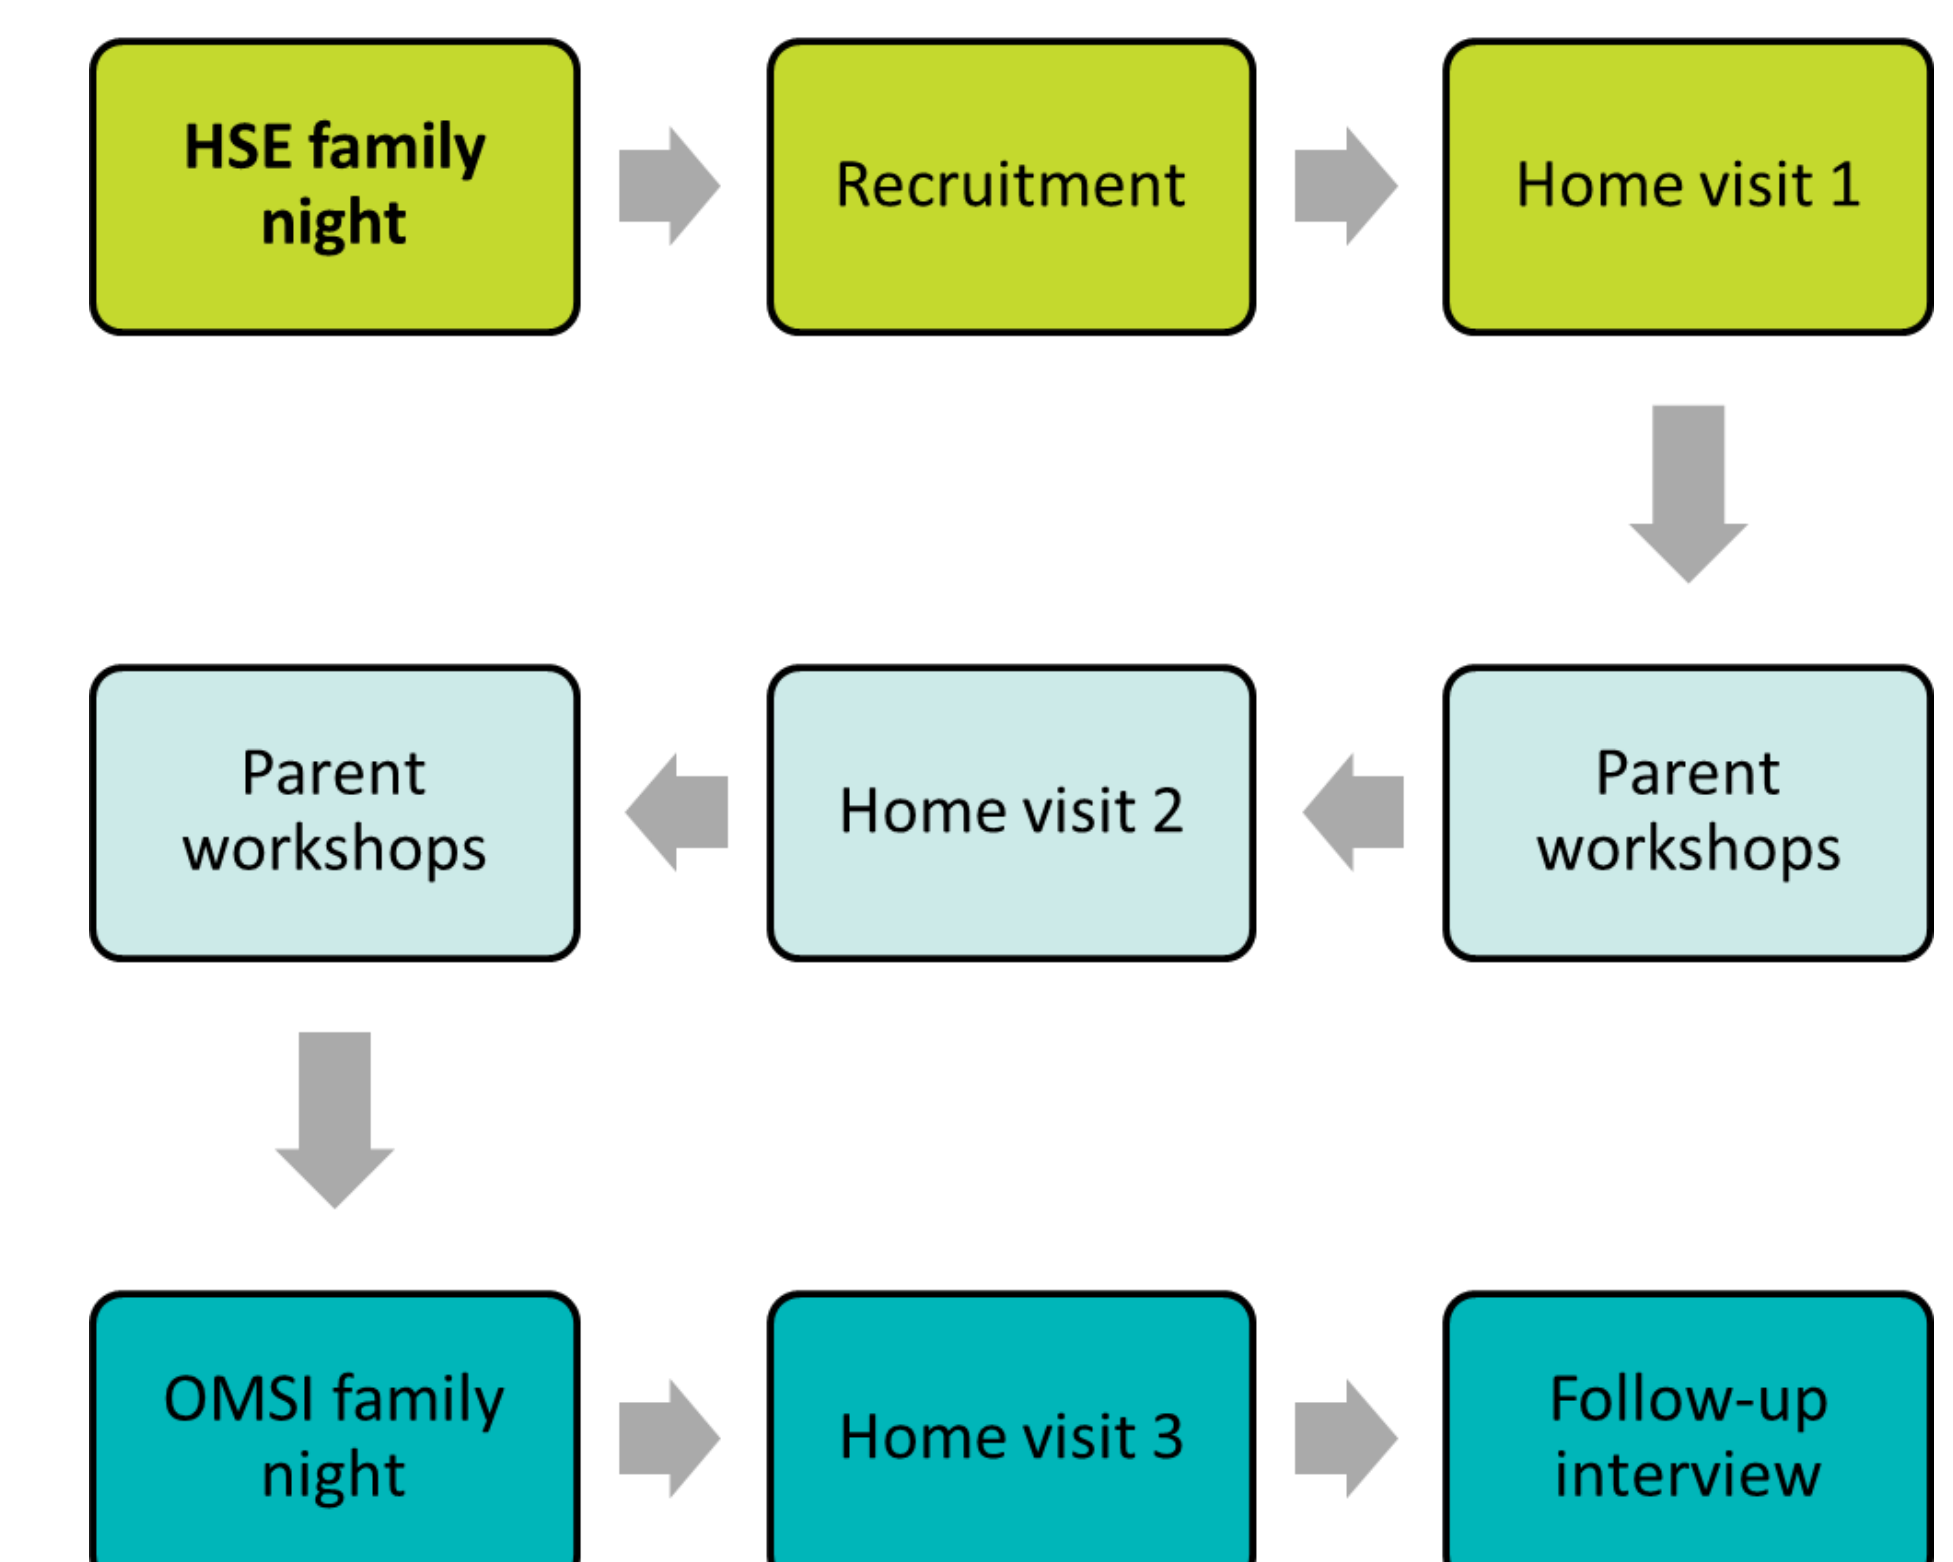 HSE family
night
Recruitment
Home visit 1
Parent
workshops
Home visit 2
Parent
workshops
OMSI family
night
Home visit 3
Follow-up
interview